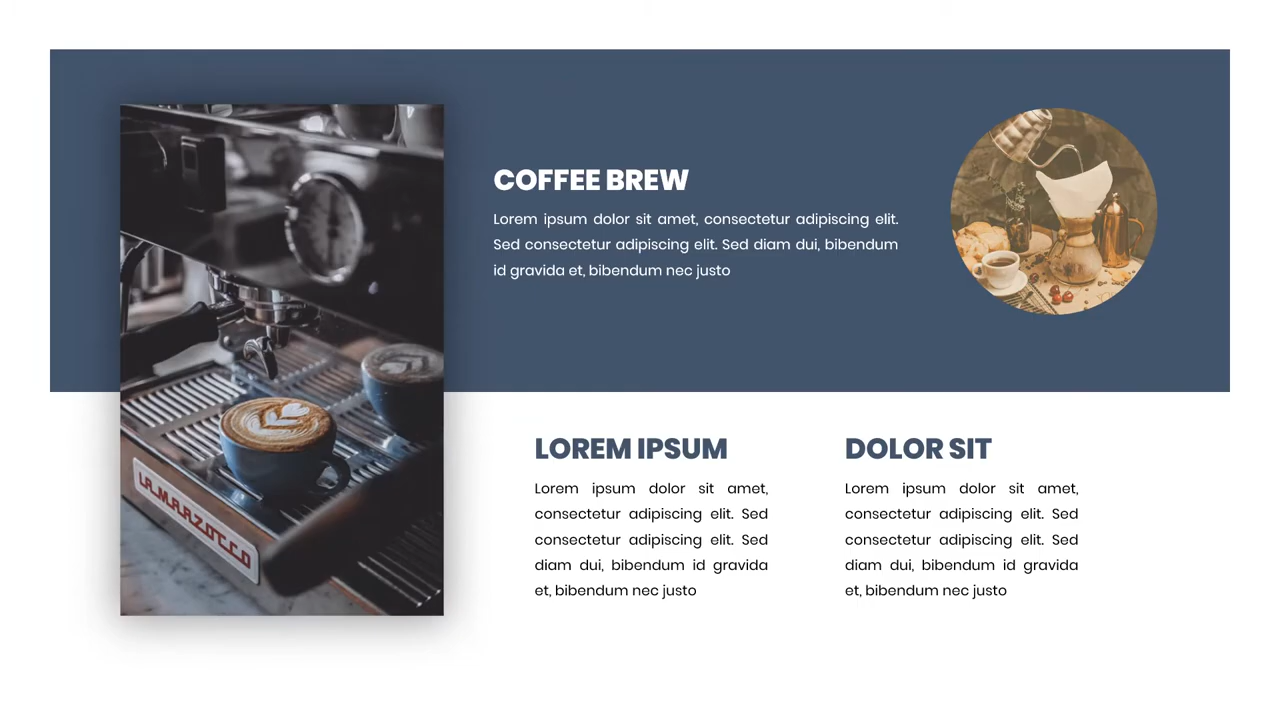 COFFEE BREW
Lorem ipsum dolor sit amet, consectetur adipiscing elit.
Sed consectetur adipiscing elit. Sed diam dui, bibendum
id gravida et, bibendum nec justo
LA MARZOCCO
LOREM IPSUM
Lorem ipsum dolor sit amet,
consectetur adipiscing elit. Sed
consectetur adipiscing elit. Sed
diam dui, bibendum id gravida
et, bibendum nec justo
DOLOR SIT
Lorem ipsum dolor sit amet,
consectetur adipiscing elit. Sed
consectetur adipiscing elit. Sed
diam dui, bibendum id gravida
et, bibendum nec justo